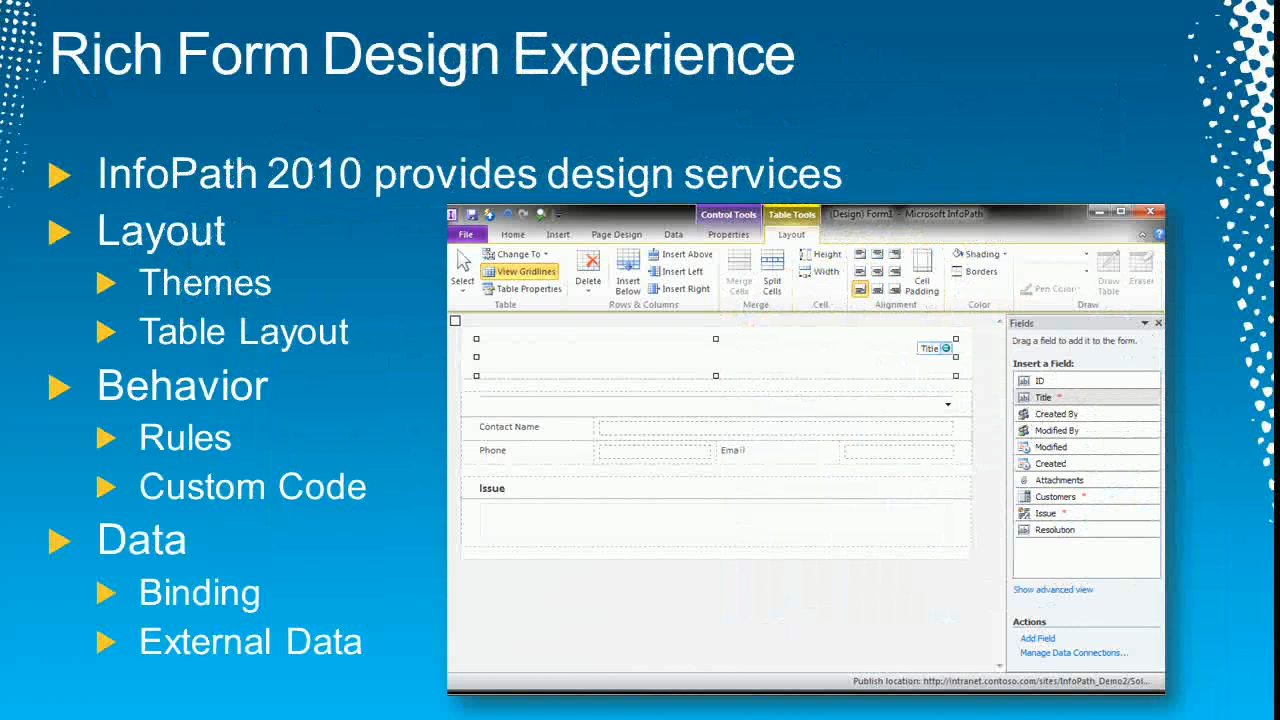 Rich Form Design Experience
InfoPath 2010 provides design services
Layout
Themes
Table Layout
Behavior
Rules
Custom Code
Data
Binding
External Data
Control Tools Table Tools (Design) Form1 - Microsoft InfoPath
File Home Insert Page Design Data Properties Layout
Select
Change To
View Gridlines
Table Properties
Table
Delete
Insert Below
Insert Above
Insert Left
Insert Right
Rows & Columns
Merge Cells
Split Cells
Merge
Height
Width
Cell
Cell Padding
Alignment
Shading
Borders
Color
Pen Color
Draw Table
Eraser
Draw
Title
Contact Name
Phone Email
Issue
Fields
Drag a field to add it to the form.
Insert a Field:
ID
Title *
Created By
Modified By
Modified
Created
Attachments
Customers *
Issue *
Resolution
Show advanced view
Actions
Add Field
Manage Data Connections...
Publish location: http://intranet.contoso.com/sites/InfoPath_Demo2/Sol...